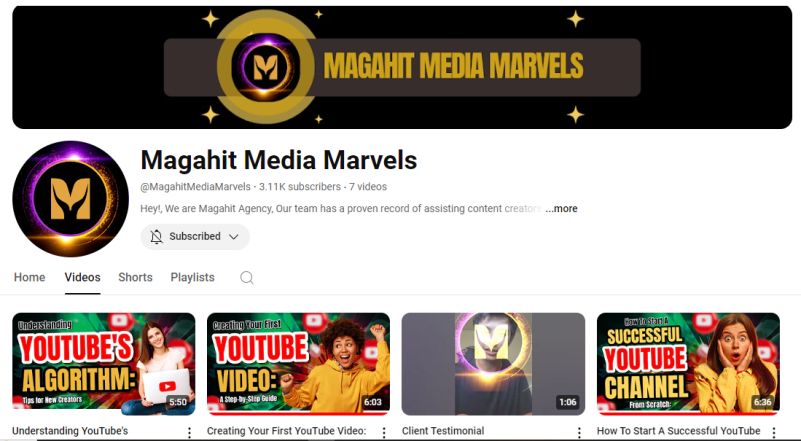 MAGAHIT MEDIA MARVELS
Magahit Media Marvels
@MagahitMediaMarvels · 3.11K subscribers · 7 videos
Hey!, We are Magahit Agency, Our team has a proven record of assisting content creators ...more
Subscribed
Home Videos Shorts Playlists
Understanding
YOUTUBE'S
ALGORITHM:
Tips for New Creators
5:50
Creating Your First
YOUTUBE
VIDEO:
A Step-by-Step Guide
6:03
M
1:06
How To Start A
SUCCESSFUL
YOUTUBE
CHANNEL
From Scratch:
6:36
Understanding YouTube's
Creating Your First YouTube Video:
Client Testimonial
How To Start A Successful YouTube